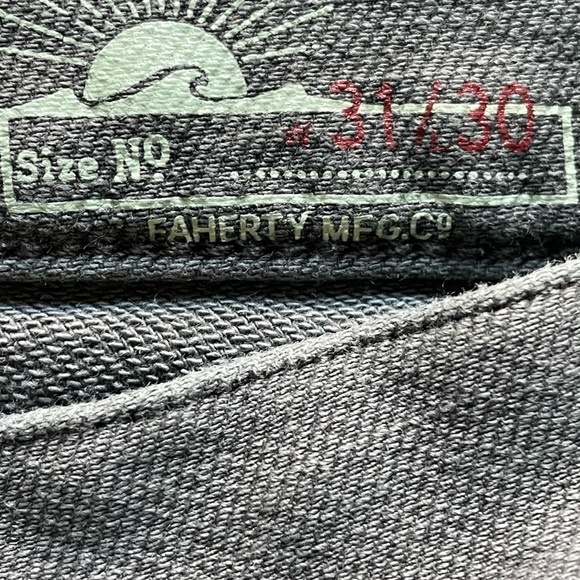 Size Nº W 31/L 30
FAHERTY MFG.Cº